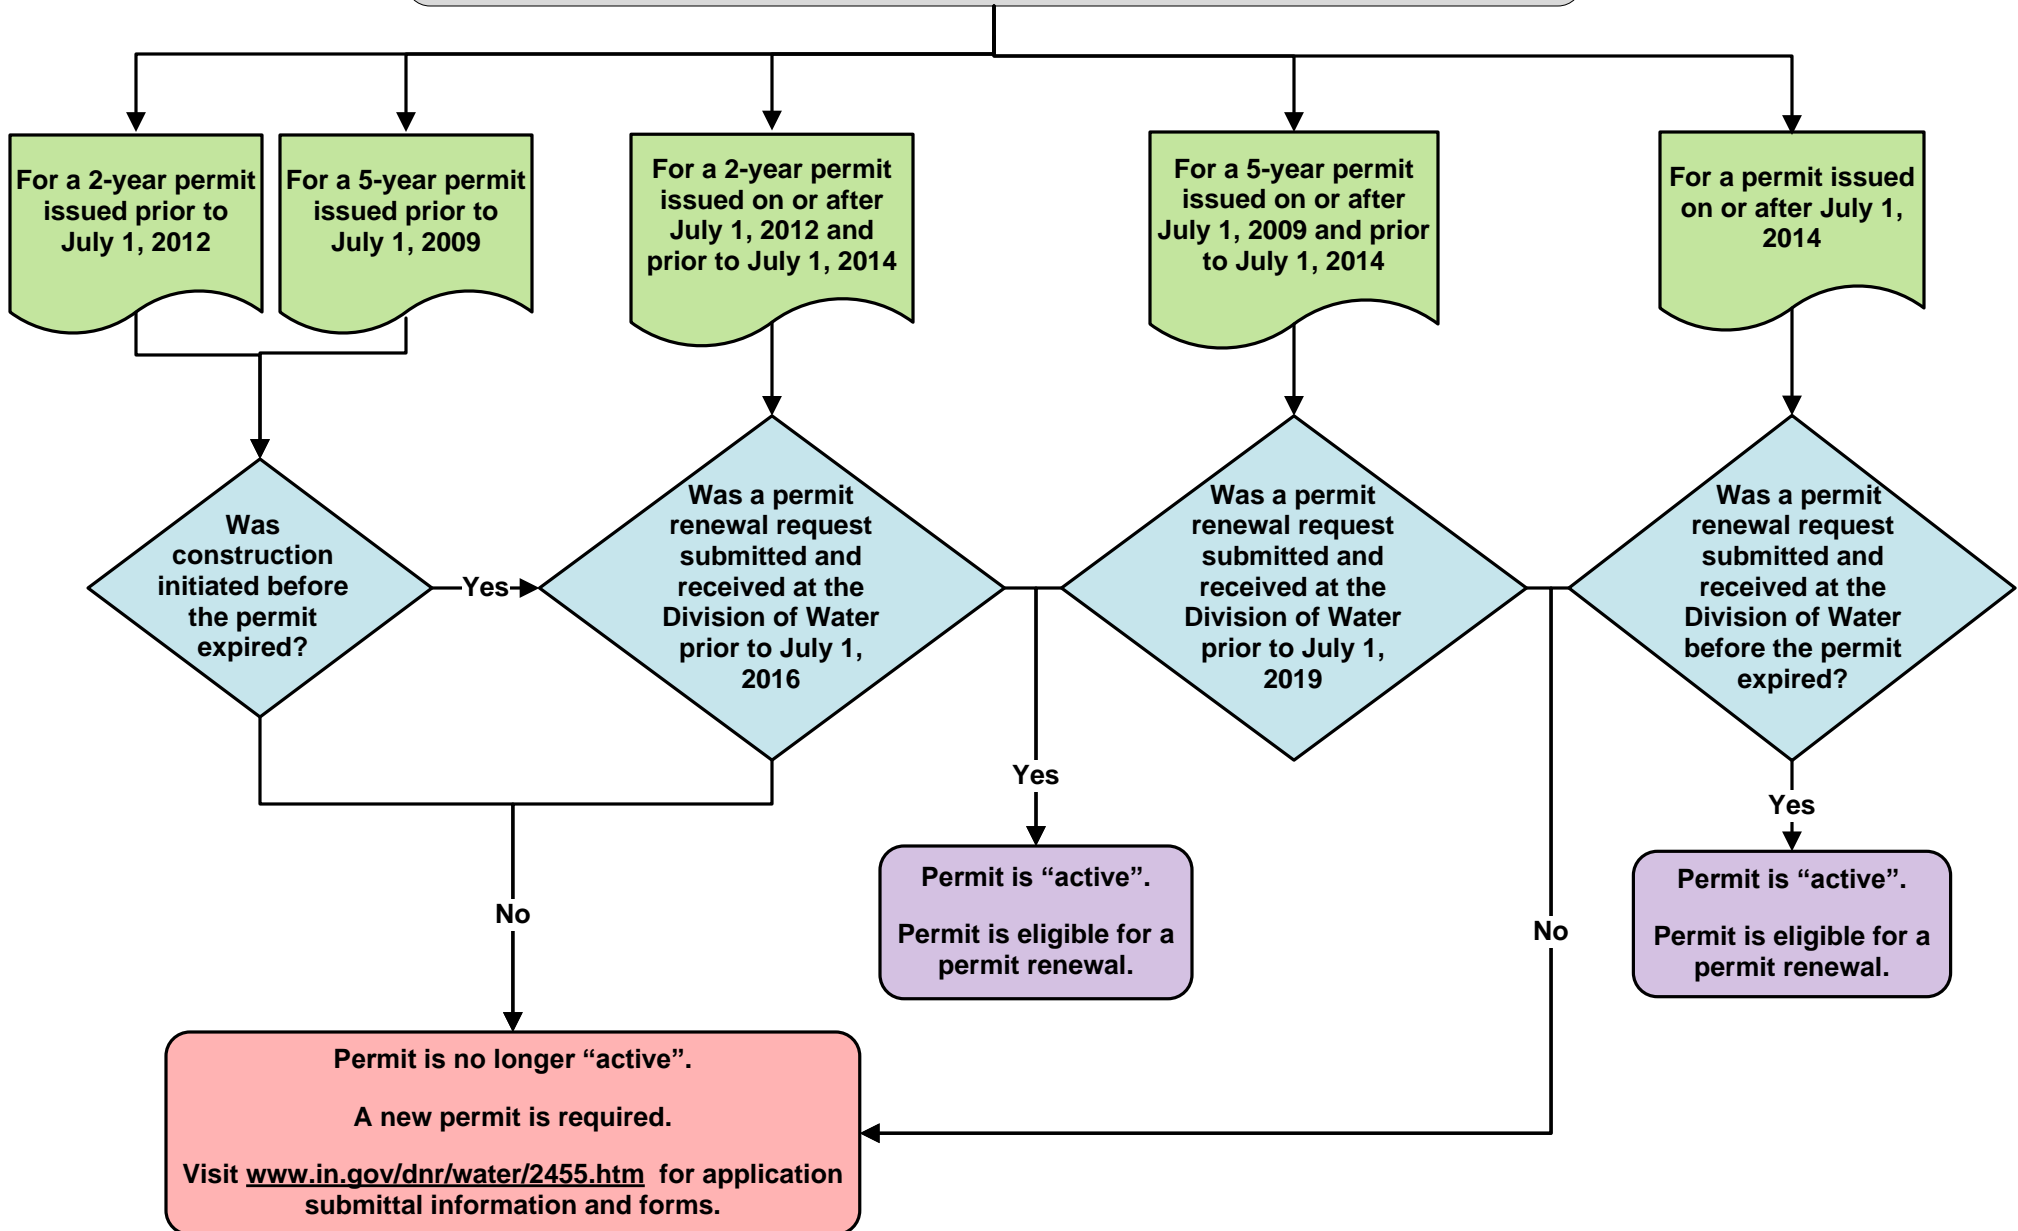 For a 2-year permit
issued prior to
July 1, 2012
For a 5-year permit
issued prior to
July 1, 2009
For a 2-year permit
issued on or after
July 1, 2012 and
prior to July 1, 2014
For a 5-year permit
issued on or after
July 1, 2009 and prior
to July 1, 2014
For a permit issued
on or after July 1,
2014
Was
construction
initiated before
the permit
expired?
Yes
Was a permit
renewal request
submitted and
received at the
Division of Water
prior to July 1,
2016
Was a permit
renewal request
submitted and
received at the
Division of Water
prior to July 1,
2019
Was a permit
renewal request
submitted and
received at the
Division of Water
before the permit
expired?
Yes
Yes
No
No
Permit is “active”.
Permit is eligible for a
permit renewal.
Permit is “active”.
Permit is eligible for a
permit renewal.
Permit is no longer “active”.
A new permit is required.
Visit www.in.gov/dnr/water/2455.htm for application
submittal information and forms.